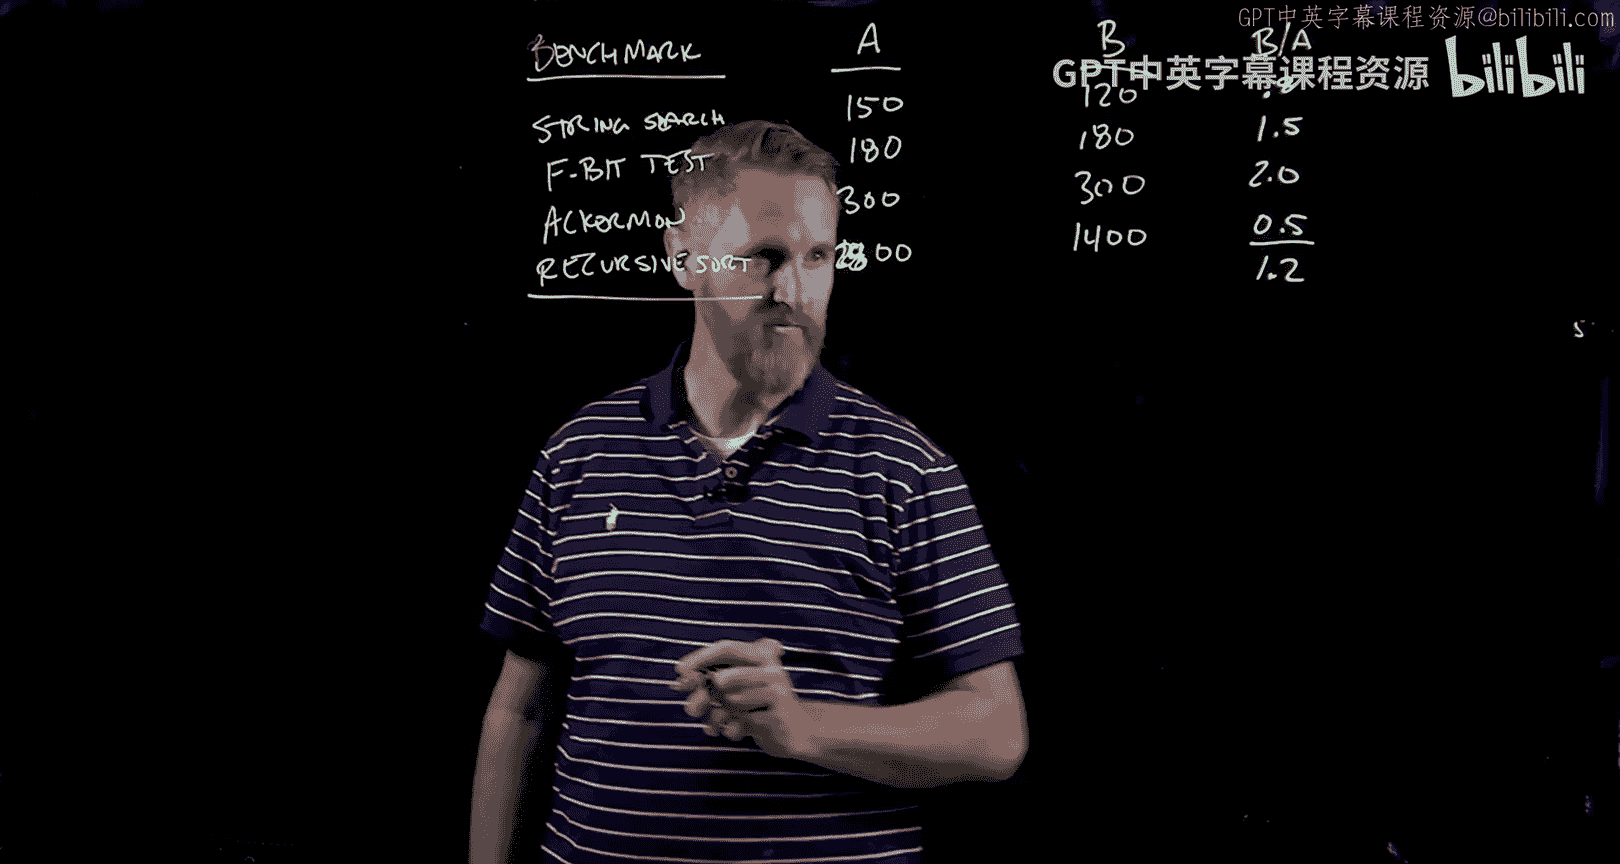 GPT中英字幕课程资源@bilibili.com
BENCHMARK A B B/A
GPT中英字幕课程资源 bilibili
STRING SEARCH 150 120
F-BIT TEST 180 180 1.5
ACKERMON 300 300 2.0
RECURSIVE SORT 1400 0.5
1.2
5